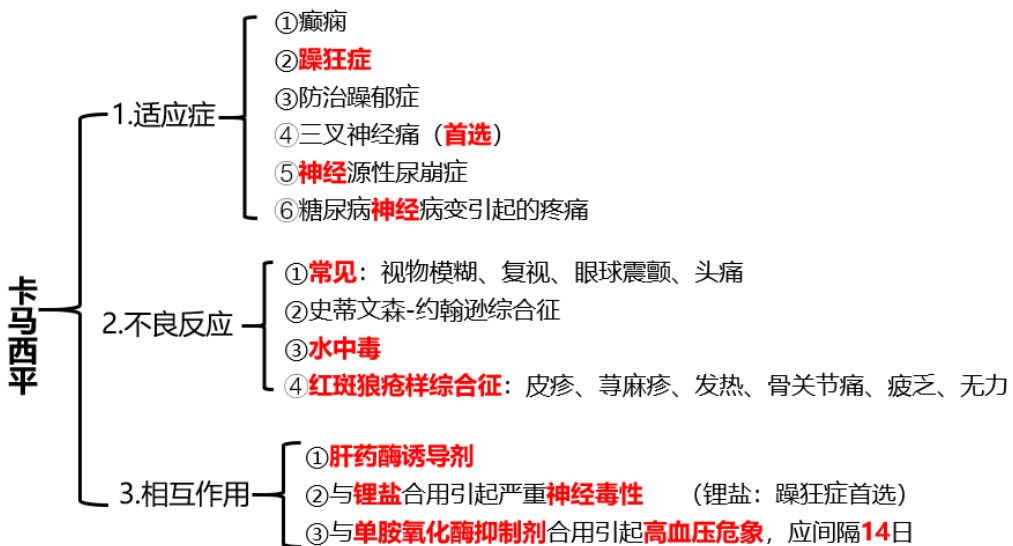 卡马西平
1.适应症
①癫痫
②躁狂症
③防治躁郁症
④三叉神经痛（首选）
⑤神经源性尿崩症
⑥糖尿病神经病变引起的疼痛
2.不良反应
①常见：视物模糊、复视、眼球震颤、头痛
②史蒂文森-约翰逊综合征
③水中毒
④红斑狼疮样综合征：皮疹、荨麻疹、发热、骨关节痛、疲乏、无力
3.相互作用
①肝药酶诱导剂
②与锂盐合用引起严重神经毒性 （锂盐：躁狂症首选）
③与单胺氧化酶抑制剂合用引起高血压危象，应间隔14日